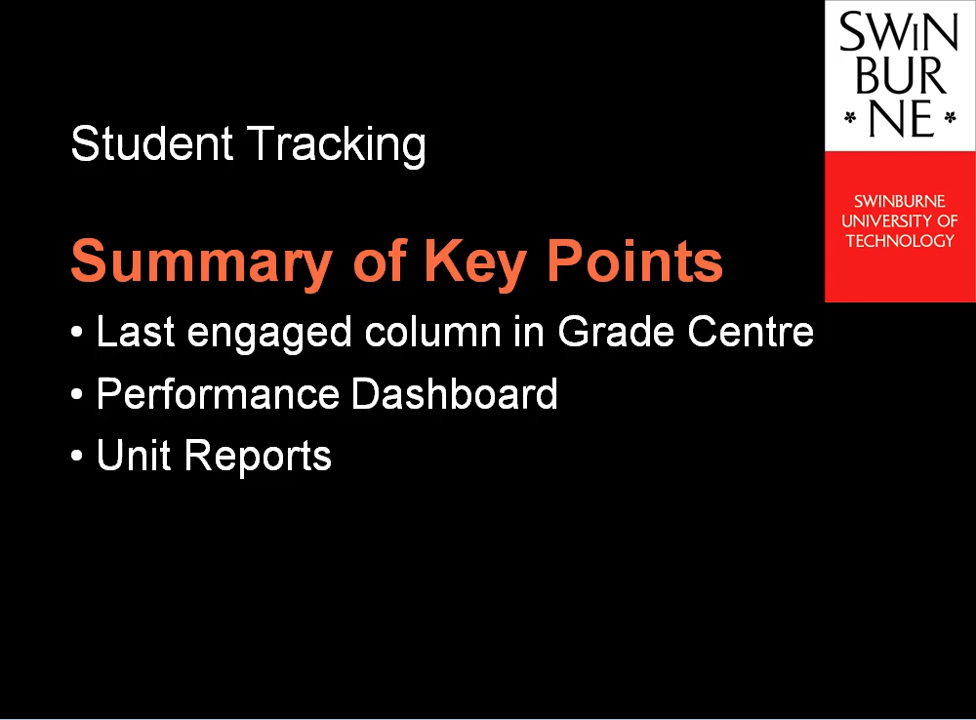 SWiN
BUR
* NE *
SWINBURNE
UNIVERSITY OF
TECHNOLOGY
Student Tracking
Summary of Key Points
• Last engaged column in Grade Centre
• Performance Dashboard
• Unit Reports